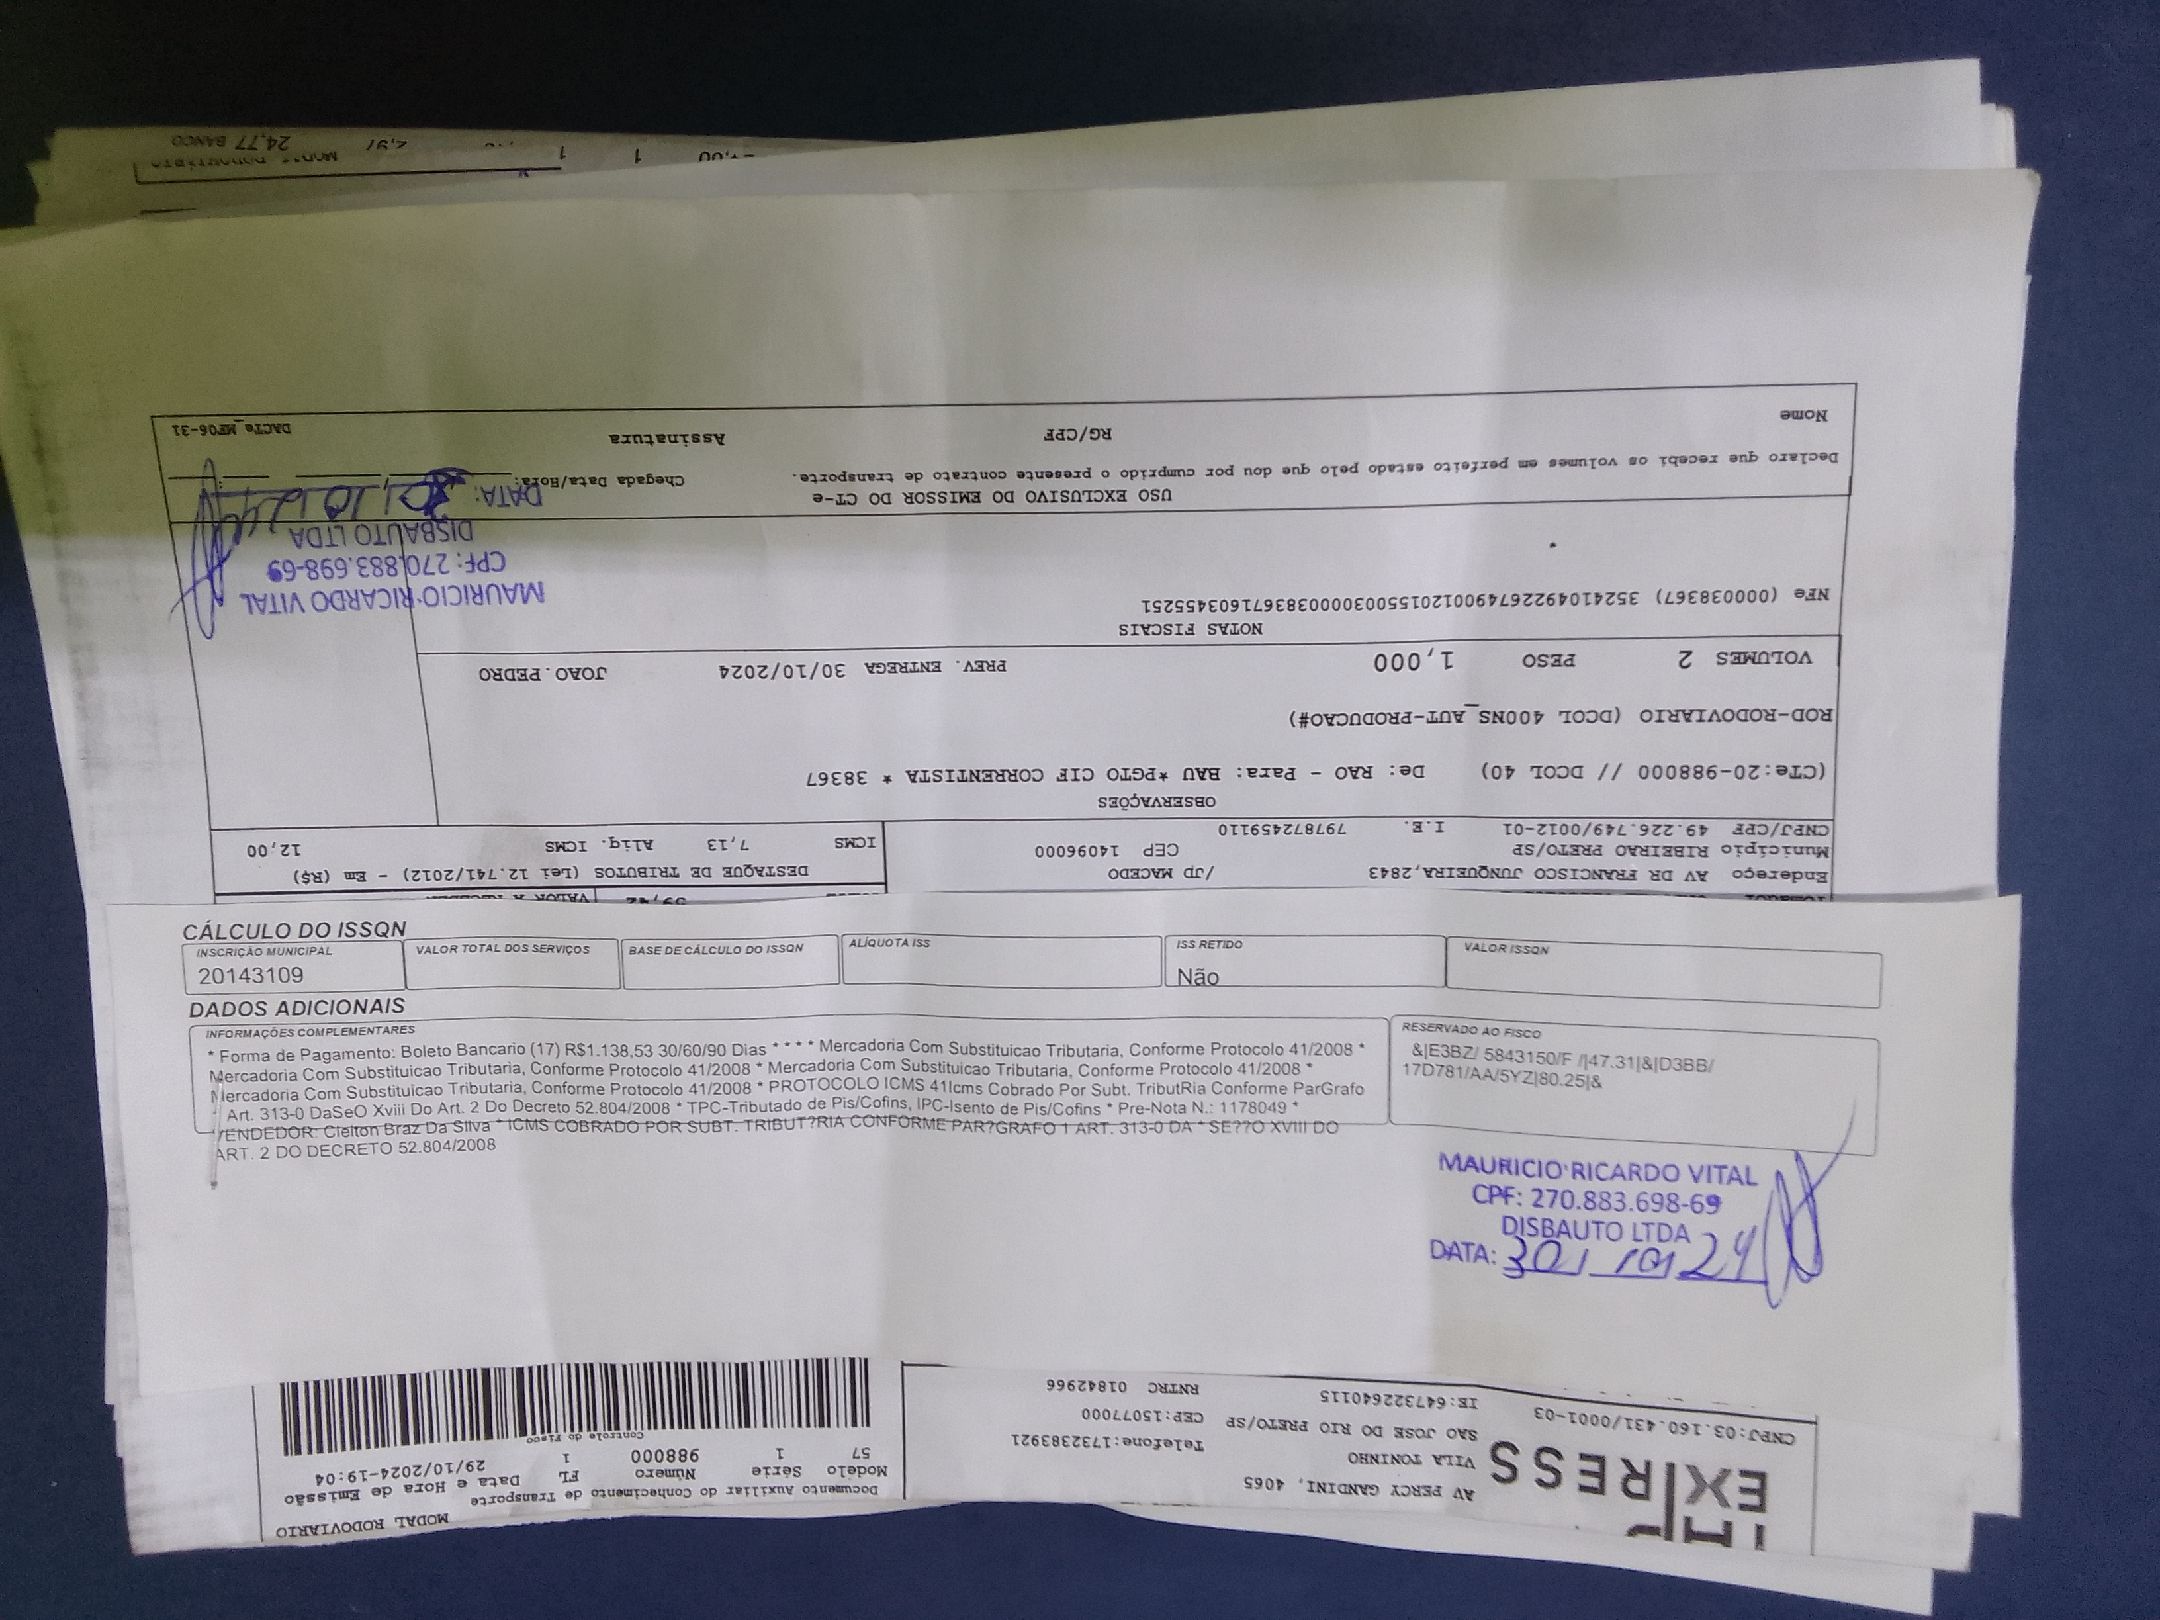 CÁLCULO DO ISSQN
INSCRIÇÃO MUNICIPAL
20143109
VALOR TOTAL DOS SERVIÇOS
BASE DE CÁLCULO DO ISSQN
ALÍQUOTA ISS
ISS RETIDO
Não
VALOR ISSQN
DADOS ADICIONAIS
INFORMAÇÕES COMPLEMENTARES
* Forma de Pagamento: Boleto Bancario (17) R$1.138,53 30/60/90 Dias * * * * Mercadoria Com Substituicao Tributaria, Conforme Protocolo 41/2008 *
Mercadoria Com Substituicao Tributaria, Conforme Protocolo 41/2008 * Mercadoria Com Substituicao Tributaria, Conforme Protocolo 41/2008 *
Mercadoria Com Substituicao Tributaria, Conforme Protocolo 41/2008 * PROTOCOLO ICMS 41Icms Cobrado Por Subt. TributRia Conforme ParGrafo
Art. 313-0 DaSeO Xviii Do Art. 2 Do Decreto 52.804/2008 * TPC-Tributado de Pis/Cofins, IPC-Isento de Pis/Cofins * Pre-Nota N.: 1178049 *
VENDEDOR: Cleiton Braz Da Silva * ICMS COBRADO POR SUBT. TRIBUT?RIA CONFORME PAR?GRAFO 1 ART. 313-0 DA * SE??O XVIII DO
ART. 2 DO DECRETO 52.804/2008
RESERVADO AO FISCO
&|E3BZ/ 5843150/F /|47.31|&|D3BB/
17D781/AA/5YZ|80.25|&
MAURICIO RICARDO VITAL
CPF: 270.883.698-69
DISBAUTO LTDA
DATA: 30/10/24
EXPRESS
CNPJ:03.160.431/0001-03
AV PERCY GANDINI, 4065
VILA TONINHO
SAO JOSE DO RIO PRETO/SP
IE:647322640115
Telefone:1732383921
CEP:15077000
RNTRC 01842966
MODAL RODOVIARIO
Documento Auxiliar do Conhecimento de Transporte
Modelo Série Número FL Data e Hora de Emissão
57 1 988000 1 29/10/2024-19:04
Controle do Fisco
Endereço AV DR FRANCISCO JUNQUEIRA,2843 /JP MACEDO
Município RIBEIRAO PRETO/SP CEP 14096000
CNPJ/CPF 49.226.749/0012-01 I.E. 797872459110
VALOR A RECEBER
DESTAQUE DE TRIBUTOS (Lei 12.741/2012) - Em (R$)
ICMS 7,13 Aliq. ICMS 12,00
OBSERVAÇÕES
(CTe:20-988000 // DCOL 40) De: RAO - Para: BAU *PGTO CIF CORRENTISTA * 38367
ROD-RODOVIARIO (DCOL 400NS_AUT-PRODUCAO#)
VOLUMES 2 PESO 1,000 PREV. ENTREGA 30/10/2024 JOAO.PEDRO
NOTAS FISCAIS
NFe (000038367) 35241049226749001201550030000383671603455251
MAURICIO RICARDO VITAL
CPF: 270.883.698-69
DISBAUTO LTDA
DATA: 30/10/24
USO EXCLUSIVO DO EMISSOR DO CT-e
Declaro que recebi os volumes em perfeito estado pelo que dou por cumprido o presente contrato de transporte.
Chegada Data/Hora:
Nome RG/CPF Assinatura DACTe_MF06-31
24,77 BANCO